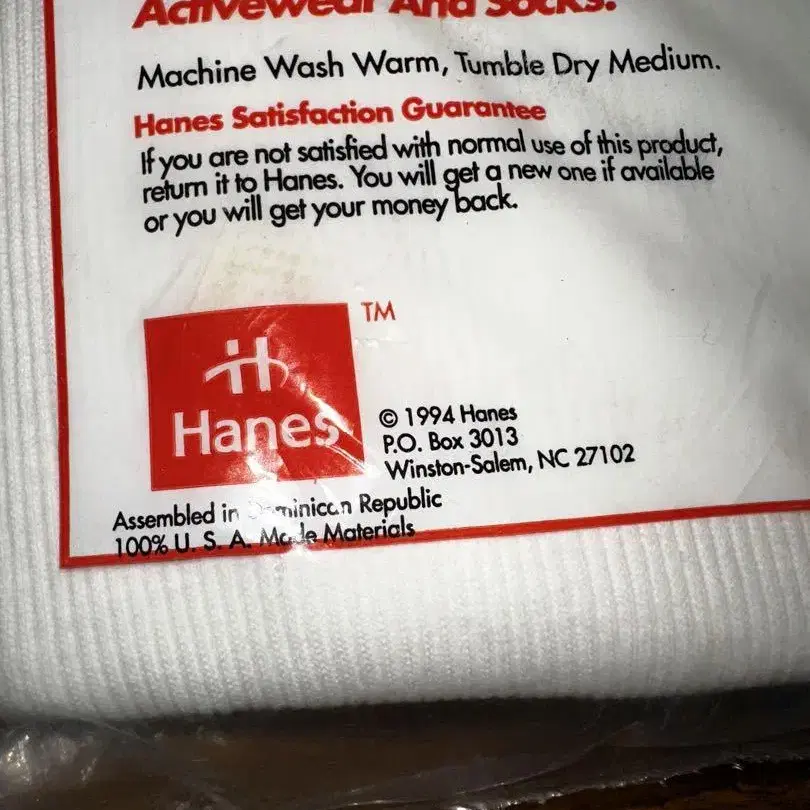 Activewear And Socks.
Machine Wash Warm, Tumble Dry Medium.
Hanes Satisfaction Guarantee
If you are not satisfied with normal use of this product,
return it to Hanes. You will get a new one if available
or you will get your money back.
TM
Hanes
© 1994 Hanes
P.O. Box 3013
Winston-Salem, NC 27102
Assembled in Dominican Republic
100% U. S. A. Made Materials